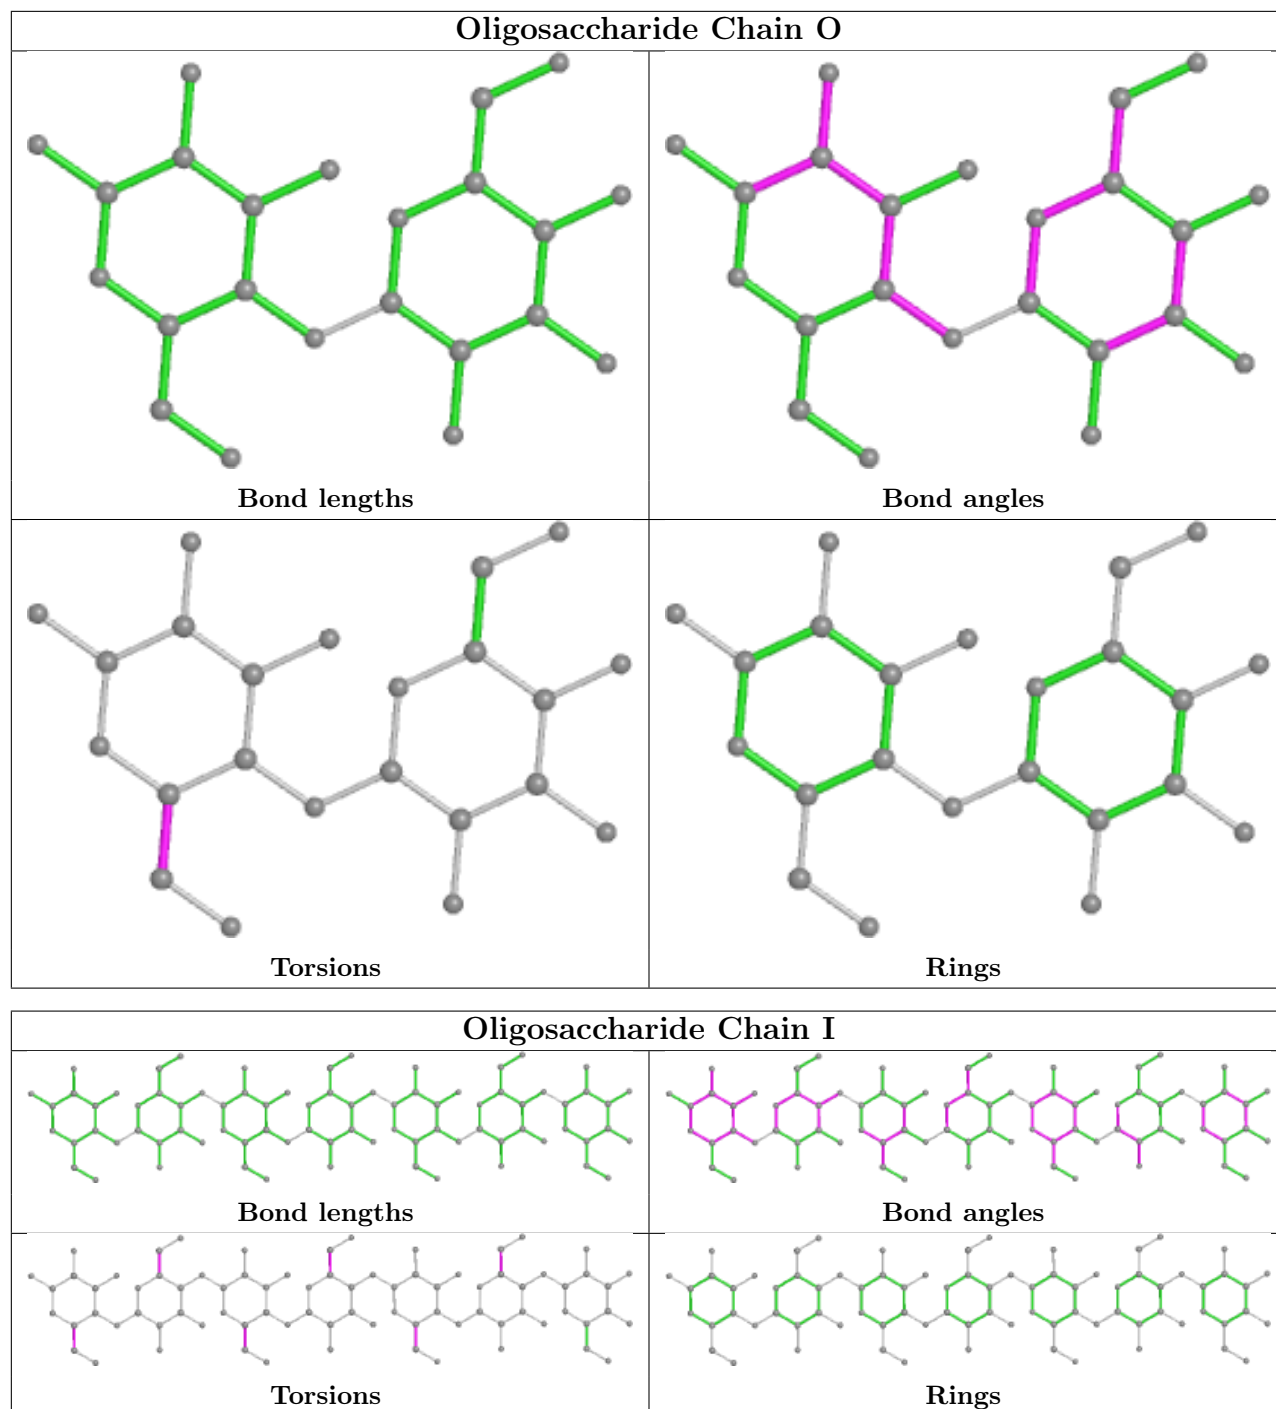 Oligosaccharide Chain O
Bond lengths
Bond angles
Torsions
Rings
Oligosaccharide Chain I
Bond lengths
Bond angles
Torsions
Rings